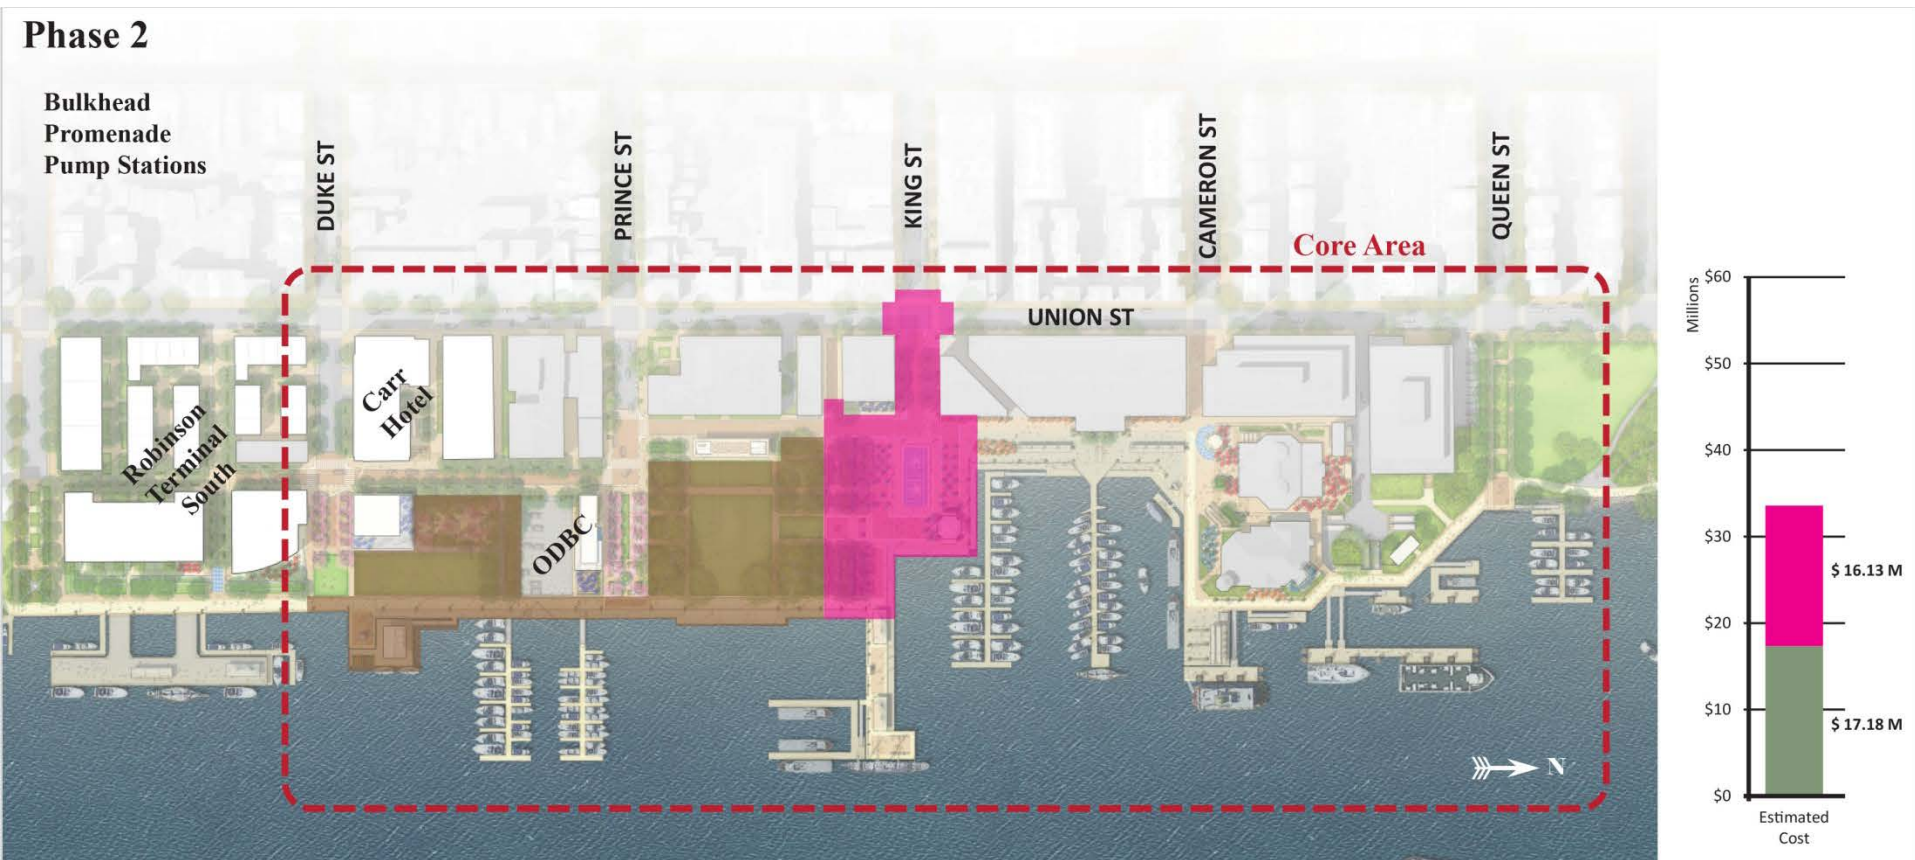 Phase 2
Bulkhead
Promenade
Pump Stations
DUKE ST
PRINCE ST
KING ST
CAMERON ST
QUEEN ST
Core Area
UNION ST
Carr
Hotel
Robinson
Terminal
South
ODBC
N
Millions
$60
$50
$40
$30
$20
$10
$0
$ 16.13 M
$ 17.18 M
Estimated
Cost